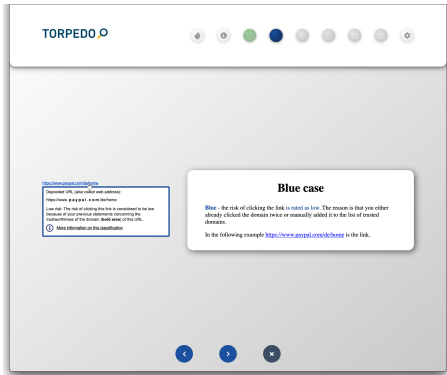 TORPEDO
https://www.paypal.com/de/home
Deposited URL (also called web address):
https://www.paypal.com/de/home
Low risk. The risk of clicking this link is considered to be low
because of your previous statements concerning the
trustworthiness of the domain (bold area) of this URL.
More information on this classification
Blue case
Blue - the risk of clicking the link is rated as low. The reason is that you either
already clicked the domain twice or manually added it to the list of trusted
domains.
In the following example https://www.paypal.com/de/home is the link.